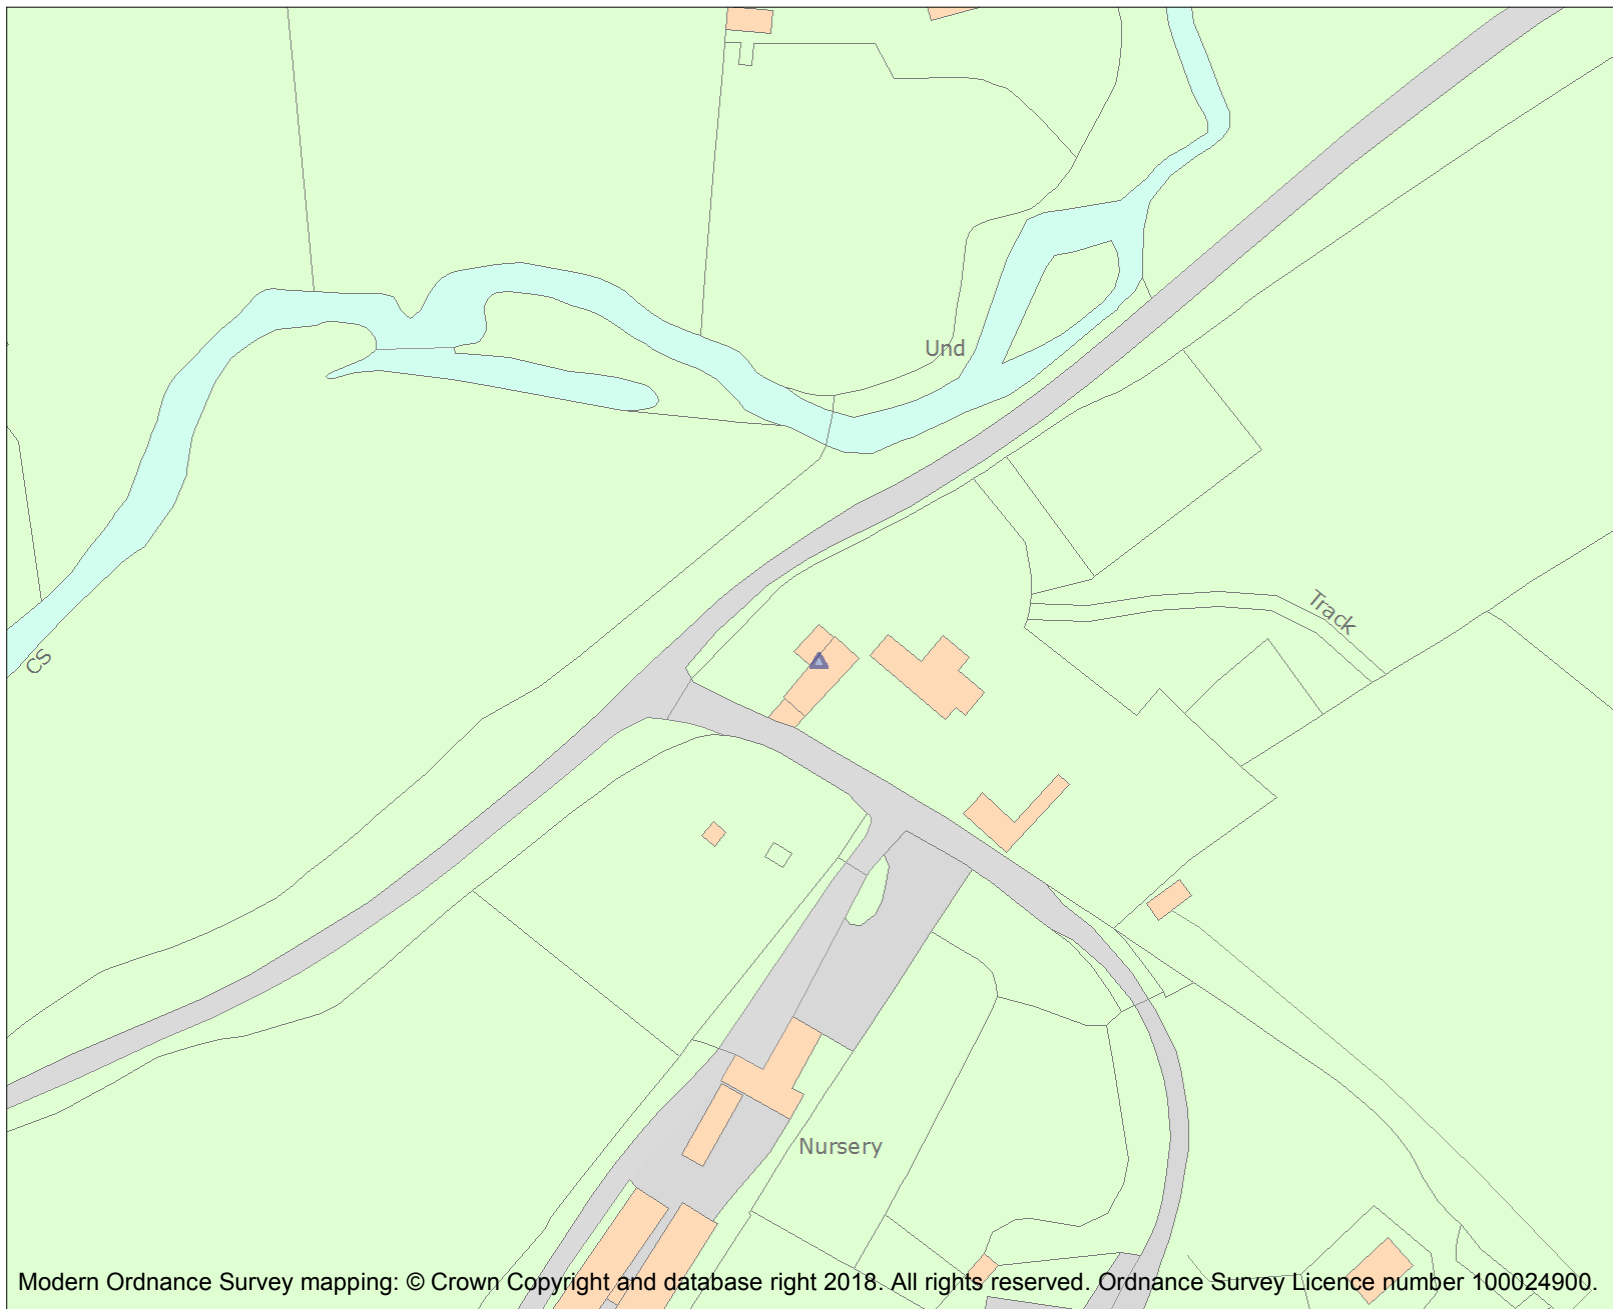 Und
Track
CS
Nursery
Modern Ordnance Survey mapping: © Crown Copyright and database right 2018. All rights reserved. Ordnance Survey Licence number 100024900.